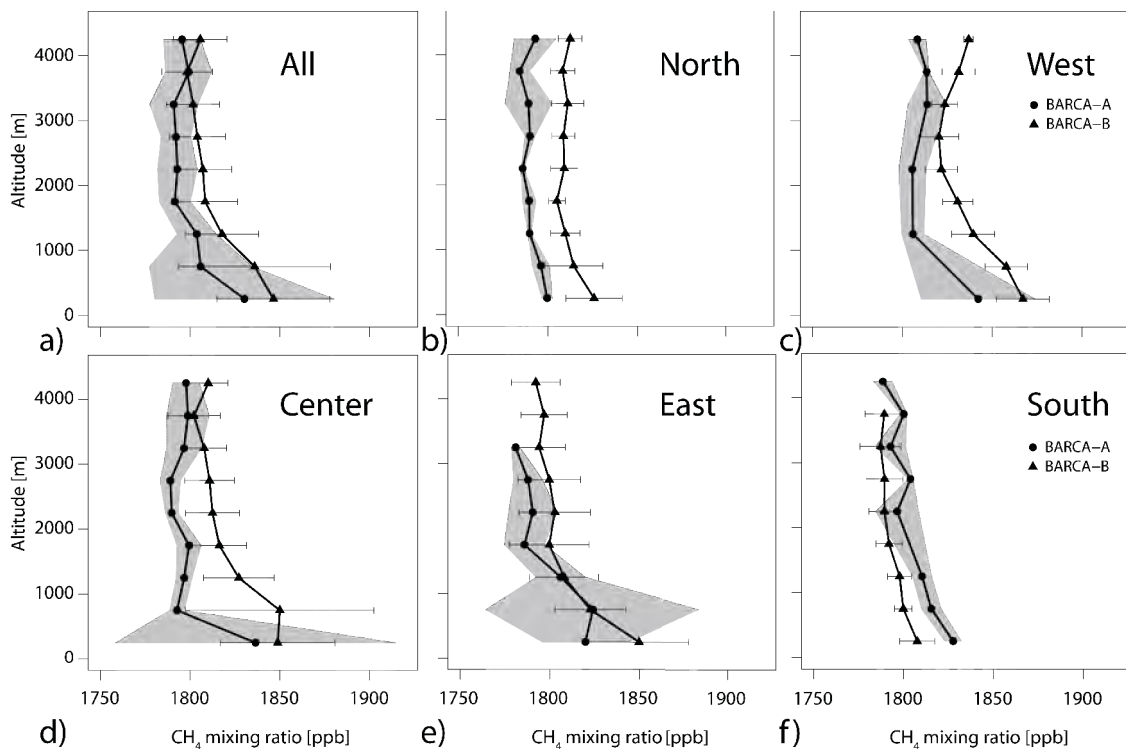 All
North
West
BARCA−A
BARCA−B
Altitude [m]
4000
3000
2000
1000
0
a)
b)
c)
Center
East
South
BARCA−A
BARCA−B
Altitude [m]
4000
3000
2000
1000
0
1750 1800 1850 1900 1750 1800 1850 1900 1750 1800 1850 1900
d)
CH4 mixing ratio [ppb]
e)
CH4 mixing ratio [ppb]
f)
CH4 mixing ratio [ppb]